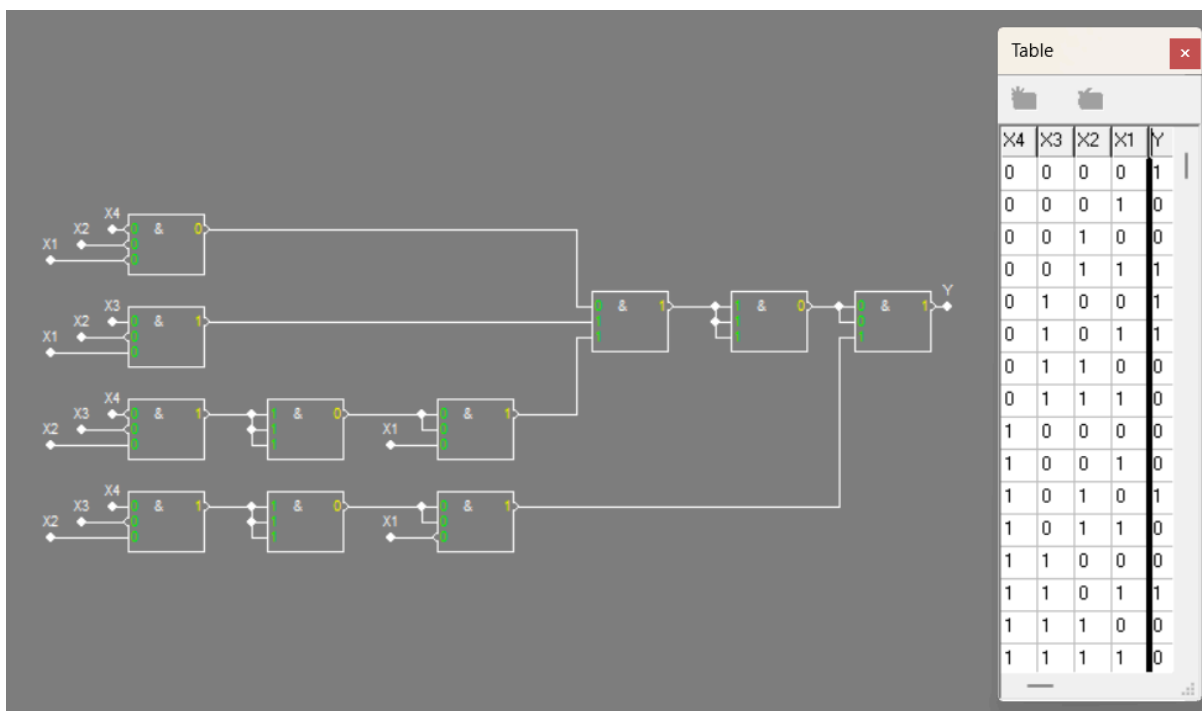 Table
X4 X3 X2 X1 Y
0 0 0 0 1
0 0 0 1 0
0 0 1 0 0
0 0 1 1 1
0 1 0 0 1
0 1 0 1 1
0 1 1 0 0
0 1 1 1 0
1 0 0 0 0
1 0 0 1 0
1 0 1 0 1
1 0 1 1 0
1 1 0 0 0
1 1 0 1 1
1 1 1 0 0
1 1 1 1 0
X4
X2 0 & 0
X1 0
0
X3
X2 0 & 1
X1 0
0
0 & 1
1
1
1 & 0
1
1
Y
0 & 1
0
1
X4
X3 0 & 1
X2 0
0
1 & 0
1
1
0 & 1
X1 0
0
X4
X3 0 & 1
X2 0
0
1 & 0
1
1
0 & 1
X1 0
0